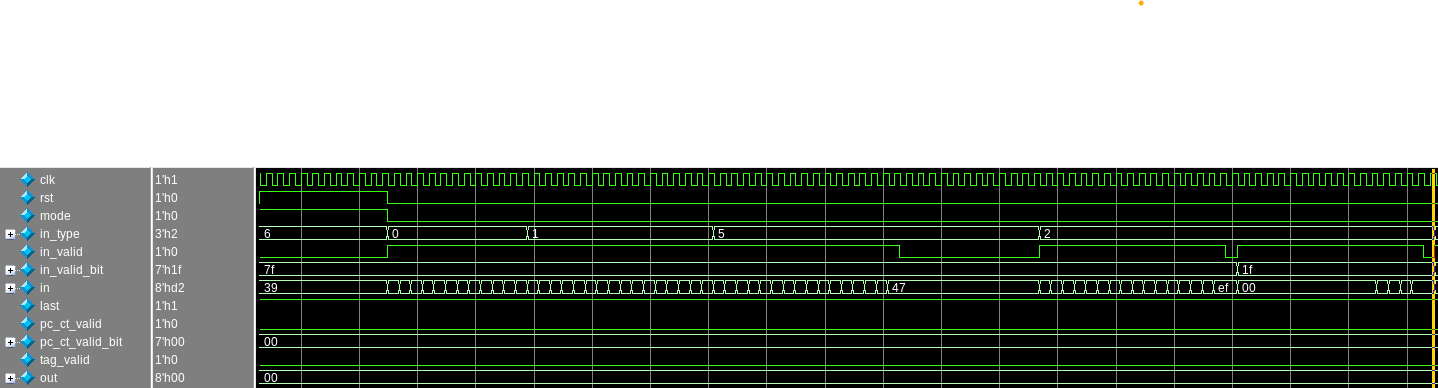 clk 1'h1
rst 1'h0
mode 1'h0
in_type 3'h2 6 0 1 5 2
in_valid 1'h0
in_valid_bit 7'h1f 7f 1f
in 8'hd2 39 47 ef 00
last 1'h1
pc_ct_valid 1'h0
pc_ct_valid_bit 7'h00 00
tag_valid 1'h0
out 8'h00 00